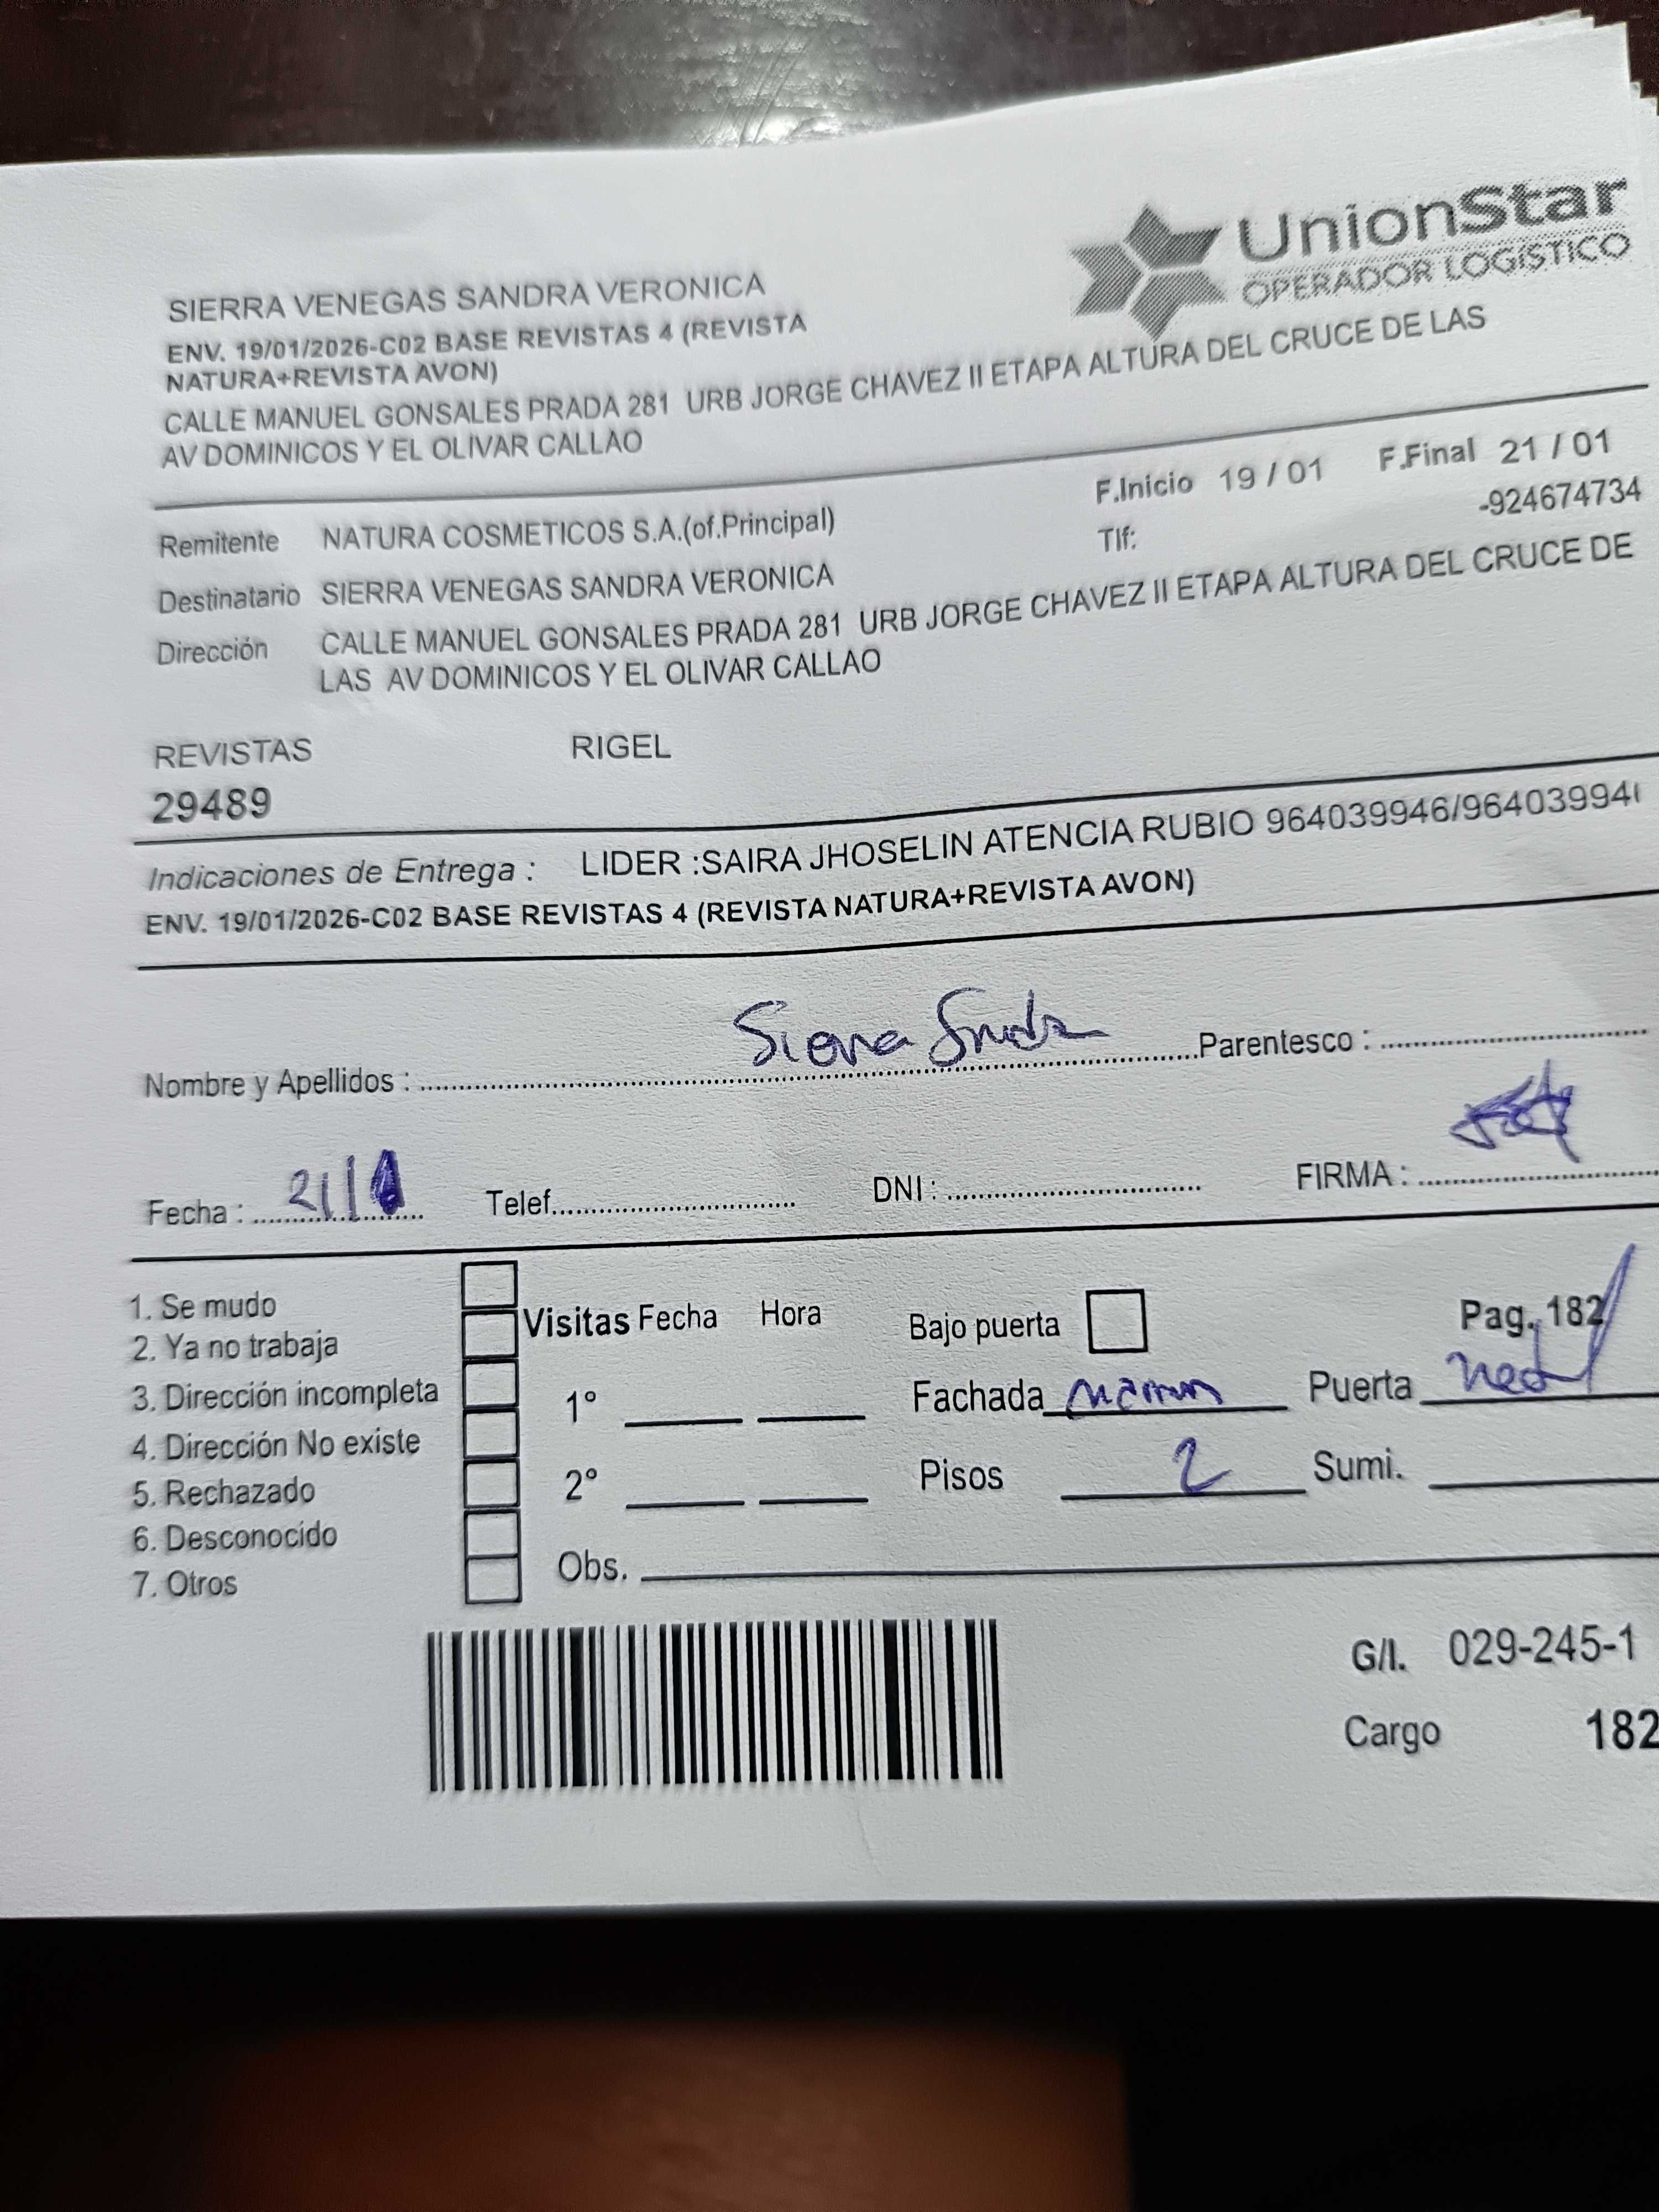 UnionStar
OPERADOR LOGÍSTICO
SIERRA VENEGAS SANDRA VERONICA
ENV. 19/01/2026-C02 BASE REVISTAS 4 (REVISTA
NATURA+REVISTA AVON)
CALLE MANUEL GONSALES PRADA 281 URB JORGE CHAVEZ II ETAPA ALTURA DEL CRUCE DE LAS
AV DOMINICOS Y EL OLIVAR CALLAO
F.Inicio 19 / 01 F.Final 21 / 01
Remitente NATURA COSMETICOS S.A.(of.Principal) Tlf: -924674734
Destinatario SIERRA VENEGAS SANDRA VERONICA
Dirección CALLE MANUEL GONSALES PRADA 281 URB JORGE CHAVEZ II ETAPA ALTURA DEL CRUCE DE
LAS AV DOMINICOS Y EL OLIVAR CALLAO
REVISTAS RIGEL
29489
Indicaciones de Entrega : LIDER :SAIRA JHOSELIN ATENCIA RUBIO 964039946/96403994
ENV. 19/01/2026-C02 BASE REVISTAS 4 (REVISTA NATURA+REVISTA AVON)
Nombre y Apellidos : Sierra Sandra Parentesco :
Fecha : 21/1 Telef. DNI : FIRMA :
1. Se mudo
2. Ya no trabaja
3. Dirección incompleta
4. Dirección No existe
5. Rechazado
6. Desconocido
7. Otros
Visitas Fecha Hora
1°
2°
Obs.
Bajo puerta Pag. 182
Fachada Puerta
Pisos 2 Sumi.
G/I. 029-245-1
Cargo 182